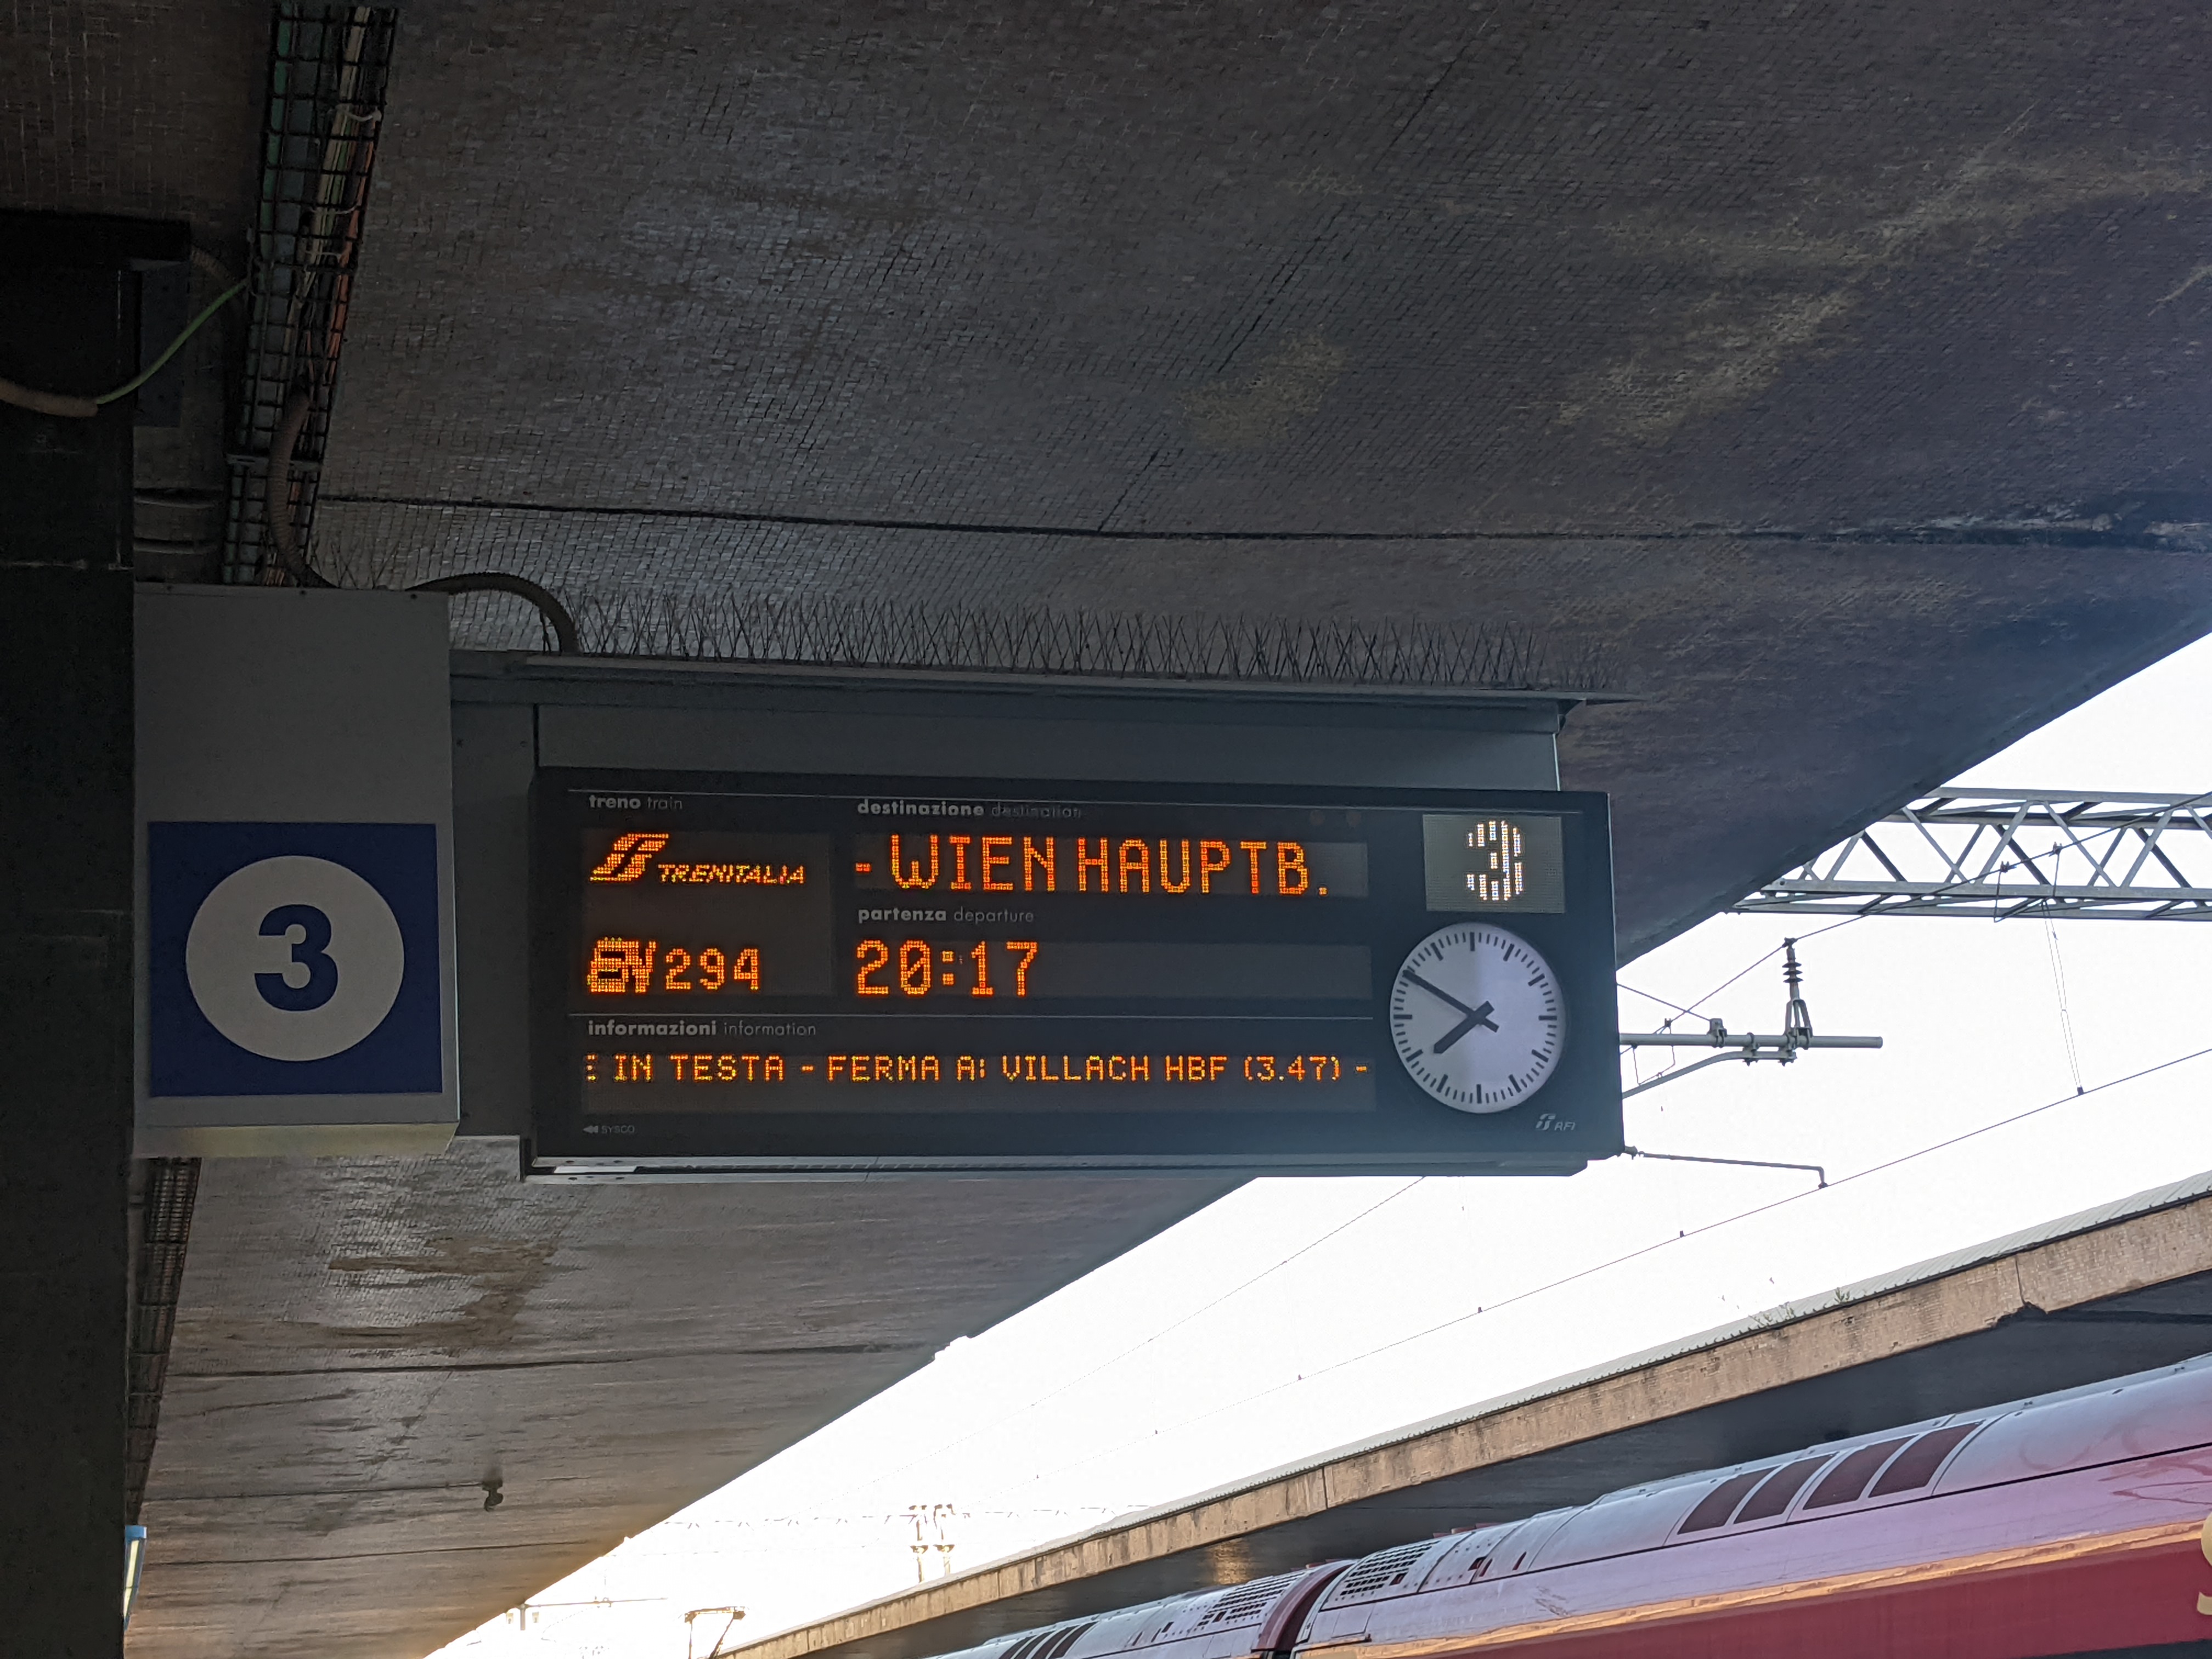 3
treno train
destinazione destination
TRENITALIA
- WIEN HAUPTB.
3
partenza departure
EN 294
20:17
informazioni information
E IN TESTA - FERMA A: VILLACH HBF (3.47) -
SYSCO
RFI